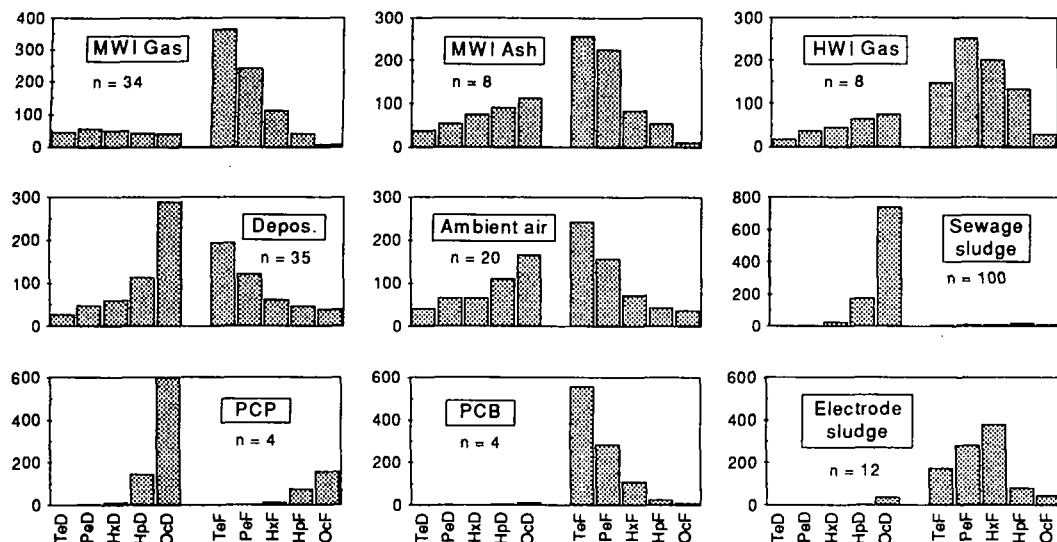 400
300
200
100
0
MWI Gas
n = 34
300
200
100
0
MWI Ash
n = 8
300
200
100
0
HWI Gas
n = 8
300
200
100
0
Depos.
n = 35
300
200
100
0
Ambient air
n = 20
800
600
400
200
0
Sewage
sludge
n = 100
600
400
200
0
PCP
n = 4
600
400
200
0
PCB
n = 4
600
400
200
0
Electrode
sludge
n = 12
TeD PeD HxD HpD OcD TeF PeF HxF HpF OcF
TeD PeD HxD HpD OcD TeF PeF HxF HpF OcF
TeD PeD HxD HpD OcD TeF PeF HxF HpF OcF